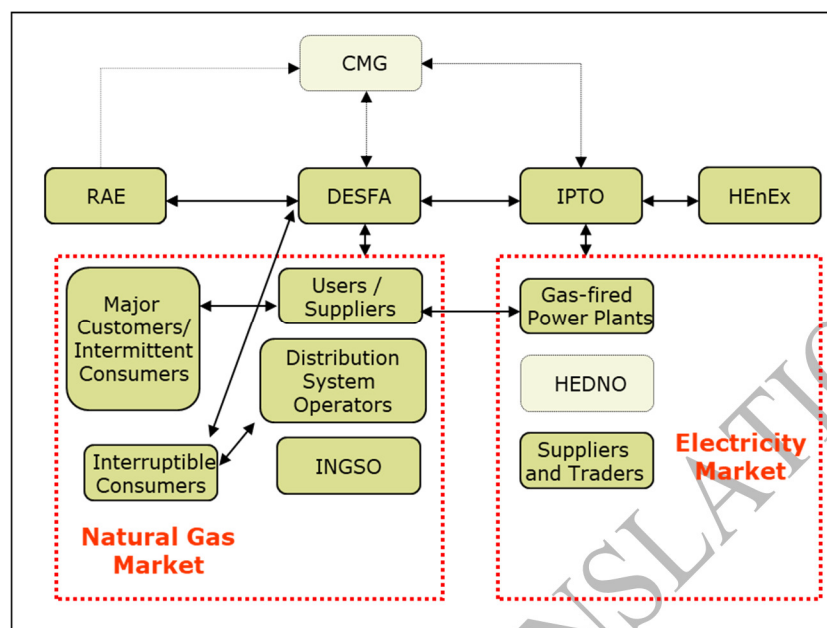 CMG
RAE
DESFA
IPTO
HEnEx
Major
Customers/
Intermittent
Consumers
Users /
Suppliers
Gas-fired
Power Plants
Distribution
System
Operators
HEDNO
Interruptible
Consumers
INGSO
Suppliers
and Traders
Electricity
Market
Natural Gas
Market
NSLATIO